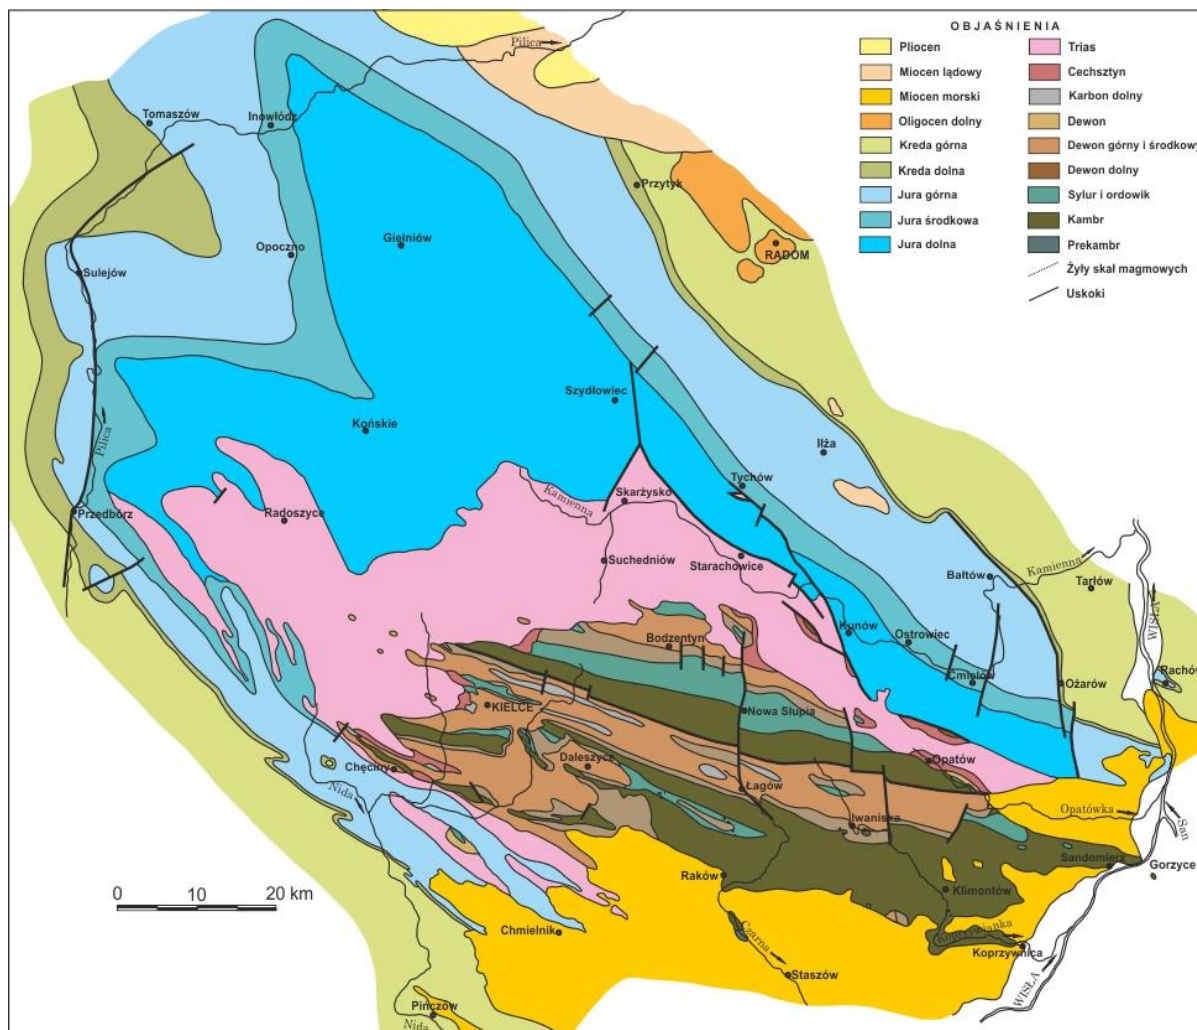 OBJAŚNIENIA
Pliocen
Miocen lądowy
Miocen morski
Oligocen dolny
Kreda górna
Kreda dolna
Jura górna
Jura środkowa
Jura dolna
Trias
Cechsztyn
Karbon dolny
Dewon
Dewon górny i środkowy
Dewon dolny
Sylur i ordowik
Kambr
Prekambr
Żyły skał magmowych
Uskoki
Pilica
Tomaszów
Inowłódz
Przytyk
Opoczno
Gielniów
RADOM
Sulejów
Szydłowiec
Końskie
Pilica
Iłża
Tychów
Kamienna
Skarżysko
Przedbórz
Radoszyce
Suchedniów
Starachowice
Bałtów
Kamienna
Tarłów
WISŁA
Bodzentyn
Kunów
Ostrowiec
Ćmielów
Ożarów
Rachów
KIELCE
Nowa Słupia
Chęciny
Daleszyce
Opatów
Nida
Łagów
Opatówka
San
Iwaniska
Sandomierz
Gorzyce
0 10 20 km
Raków
Klimontów
Chmielnik
Czarna
Koprzywianka
Koprzywnica
Staszów
WISŁA
Pińczów
Nida